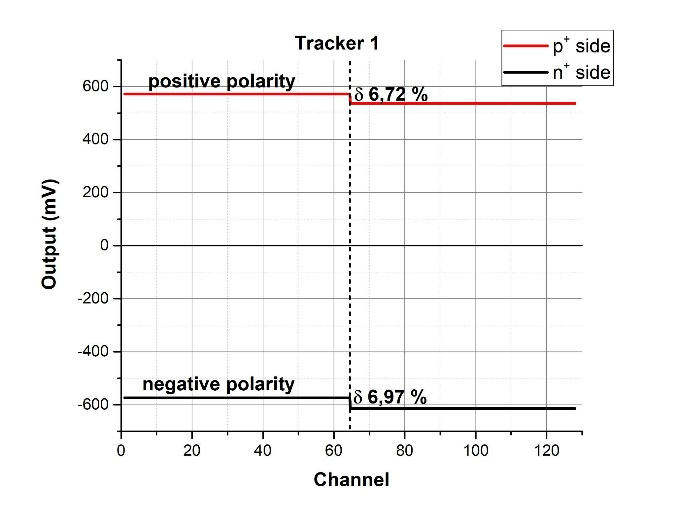 Tracker 1
p+ side
n+ side
positive polarity
δ 6,72 %
negative polarity
δ 6,97 %
Output (mV)
600
400
200
0
-200
-400
-600
0 20 40 60 80 100 120
Channel